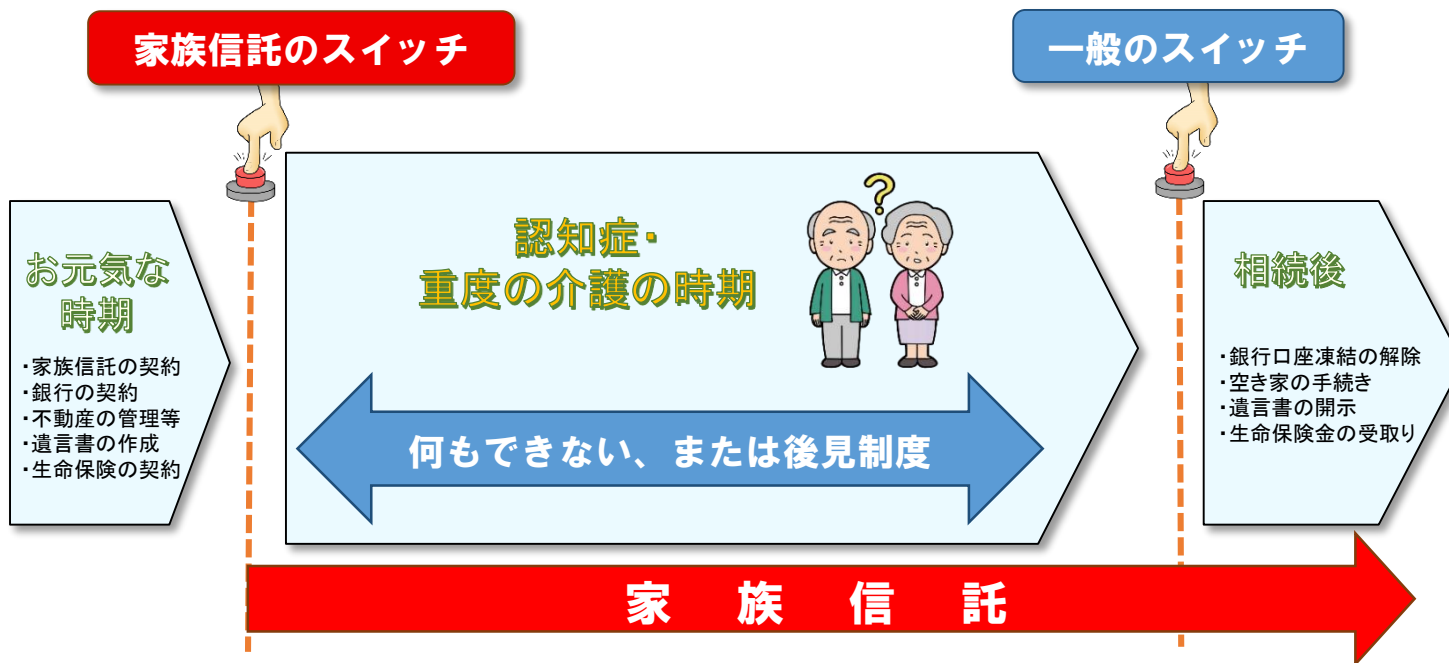 家族信託のスイッチ
一般のスイッチ
お元気な
時期
・家族信託の契約
・銀行の契約
・不動産の管理等
・遺言書の作成
・生命保険の契約
認知症・
重度の介護の時期
?
何もできない、または後見制度
相続後
・銀行口座凍結の解除
・空き家の手続き
・遺言書の開示
・生命保険金の受取り
家族信託